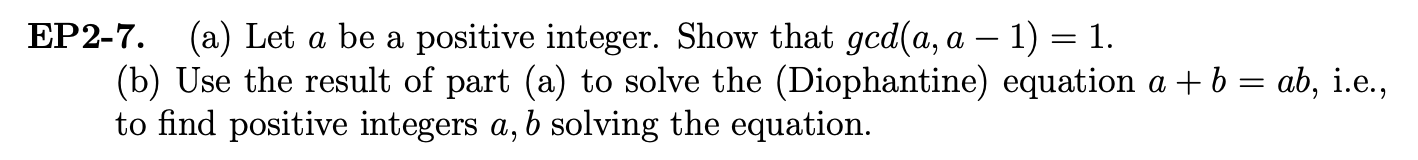 EP2-7. (a) Let a be a positive integer. Show that gcd(a, a − 1) = 1.
(b) Use the result of part (a) to solve the (Diophantine) equation a + b = ab, i.e.,
to find positive integers a, b solving the equation.